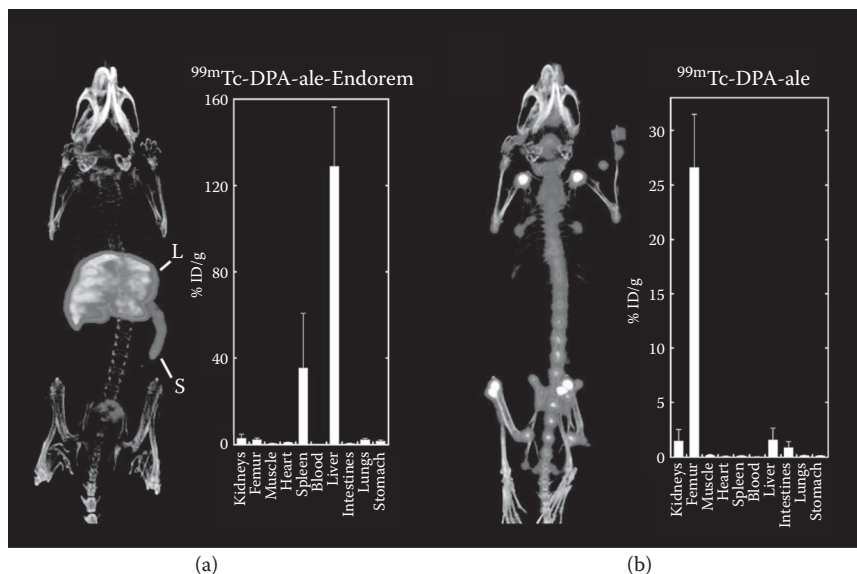 99mTc-DPA-ale-Endorem
160
120
80
40
0
% ID/g
Kidneys
Femur
Muscle
Heart
Spleen
Blood
Liver
Intestines
Lungs
Stomach
L
S
(a)
99mTc-DPA-ale
30
25
20
15
10
5
0
% ID/g
Kidneys
Femur
Muscle
Heart
Spleen
Blood
Liver
Intestines
Lungs
Stomach
(b)